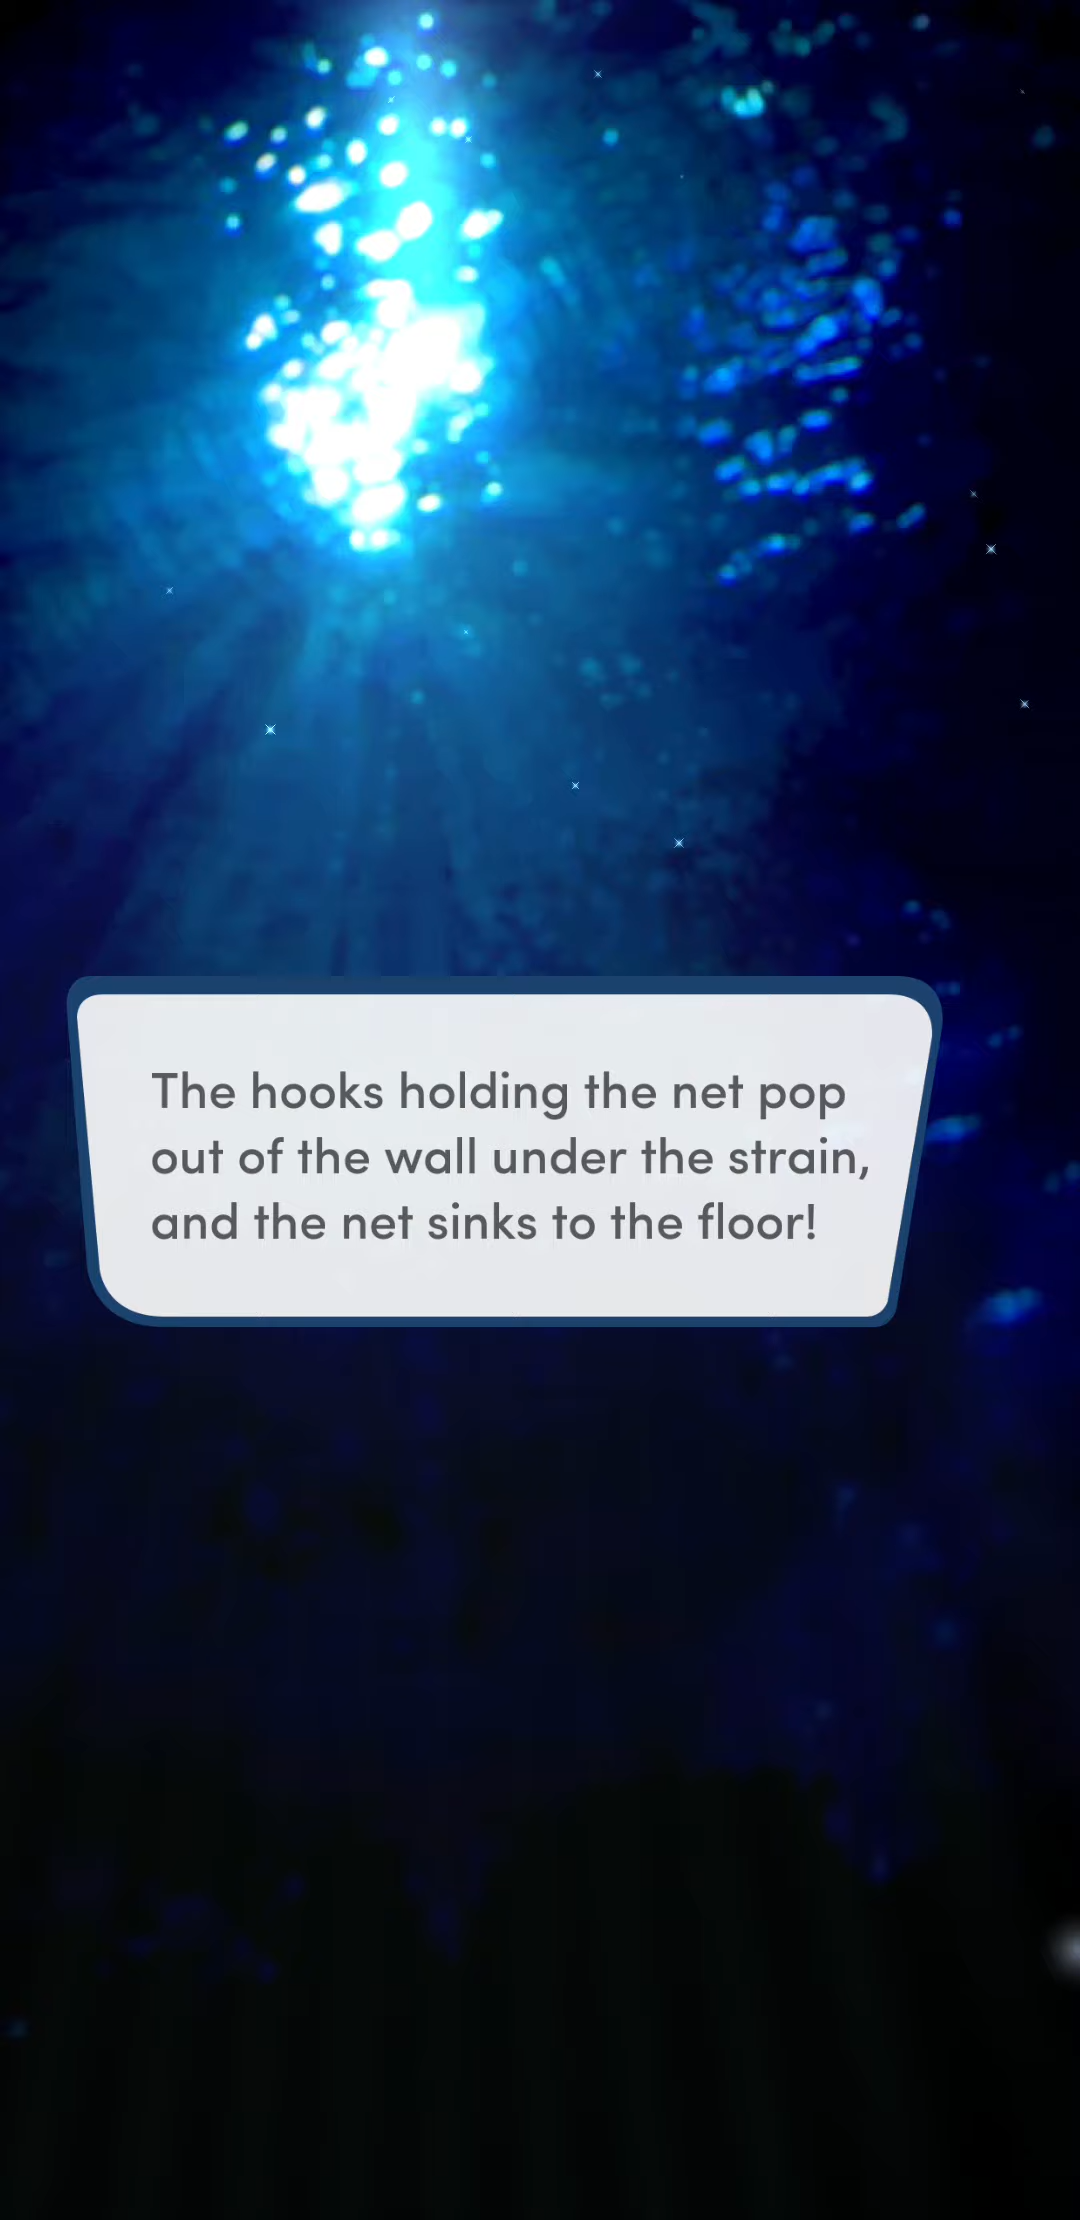 The hooks holding the net pop
out of the wall under the strain,
and the net sinks to the floor!